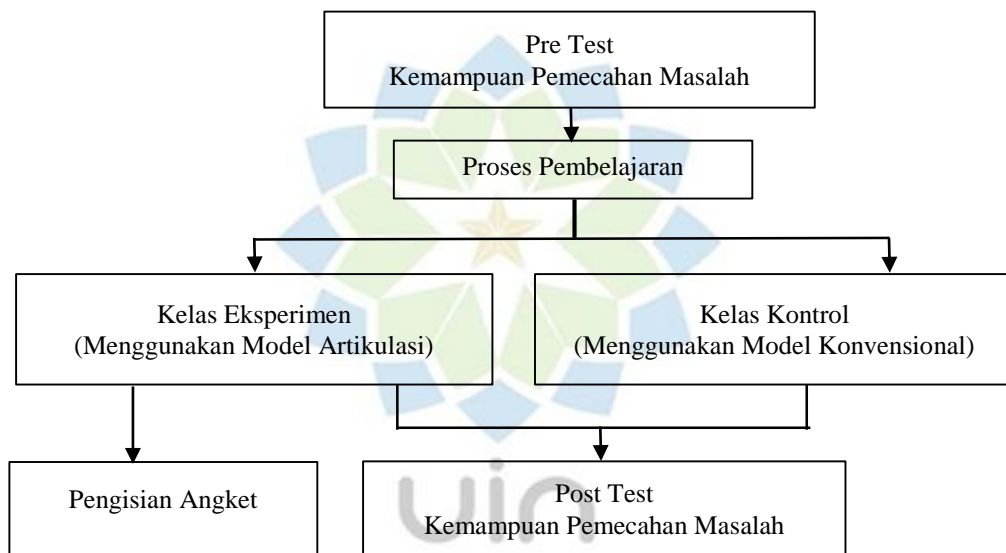 Pre Test
Kemampuan Pemecahan Masalah
Proses Pembelajaran
Kelas Eksperimen
(Menggunakan Model Artikulasi)
Kelas Kontrol
(Menggunakan Model Konvensional)
Pengisian Angket
Post Test
Kemampuan Pemecahan Masalah
uin